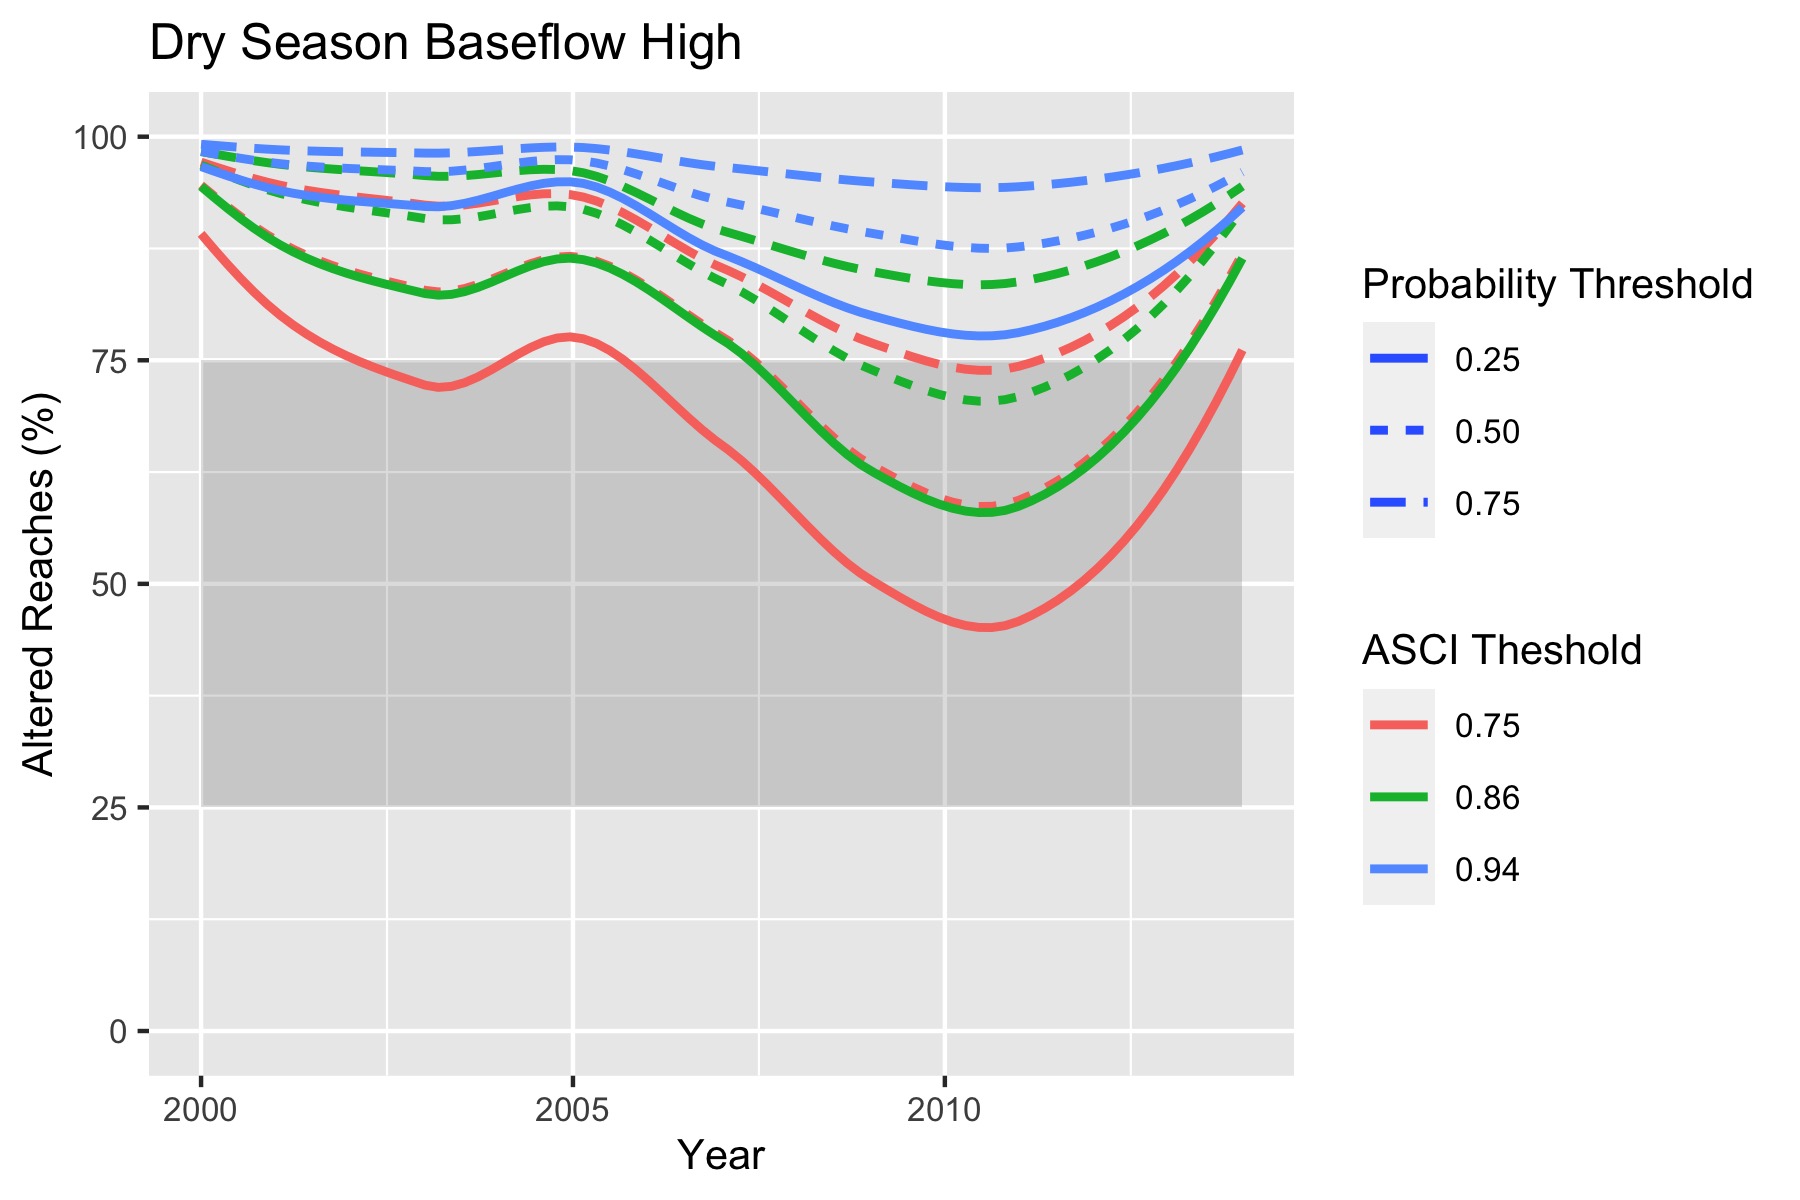 Dry Season Baseflow High
100
75
50
25
0
Altered Reaches (%)
2000
2005
2010
Year
Probability Threshold
0.25
0.50
0.75
ASCI Theshold
0.75
0.86
0.94